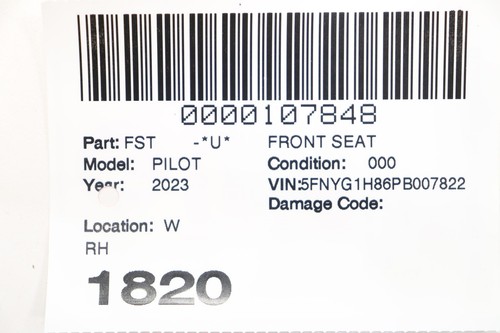 0000107848
Part: FST -*U* FRONT SEAT
Model: PILOT Condition: 000
Year: 2023 VIN:5FNYG1H86PB007822
Damage Code:
Location: W
RH
1820